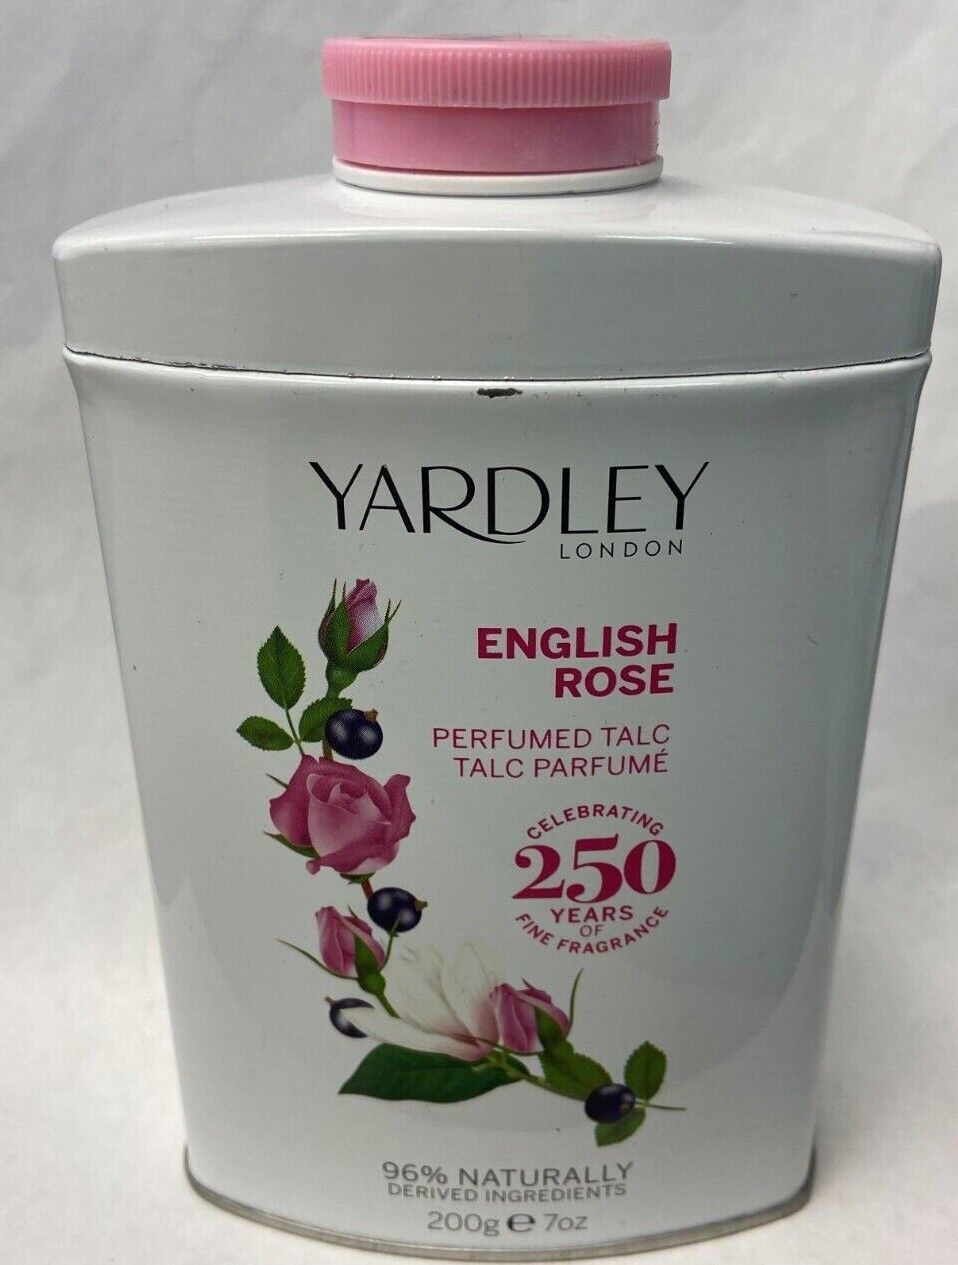 YARDLEY
LONDON
ENGLISH
ROSE
PERFUMED TALC
TALC PARFUMÉ
CELEBRATING
250
YEARS
OF
FINE FRAGRANCE
96% NATURALLY
DERIVED INGREDIENTS
200g ℮ 7oz